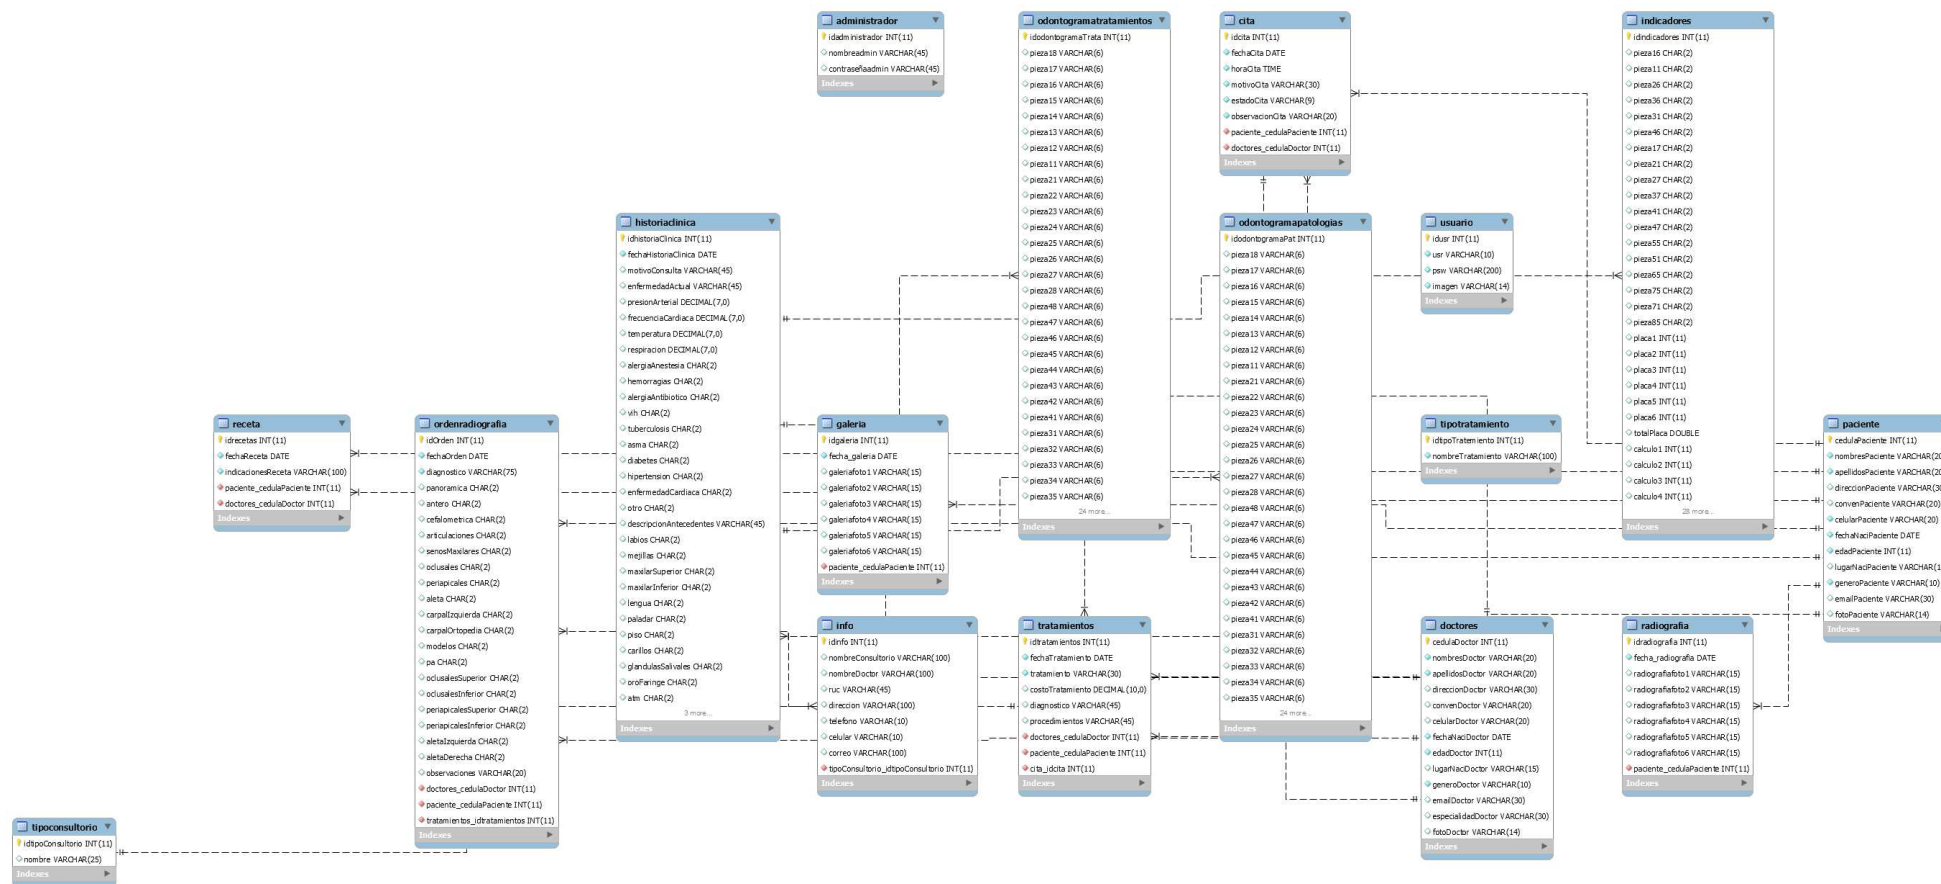 administrador
idadministrador INT(11)
nombreadmin VARCHAR(45)
contraseñaadmin VARCHAR(45)
Indexes
odontogramatratamientos
idodontogramaTrata INT(11)
pieza18 VARCHAR(6)
pieza17 VARCHAR(6)
pieza16 VARCHAR(6)
pieza15 VARCHAR(6)
pieza14 VARCHAR(6)
pieza13 VARCHAR(6)
pieza12 VARCHAR(6)
pieza11 VARCHAR(6)
pieza21 VARCHAR(6)
pieza22 VARCHAR(6)
pieza23 VARCHAR(6)
pieza24 VARCHAR(6)
pieza25 VARCHAR(6)
pieza26 VARCHAR(6)
pieza27 VARCHAR(6)
pieza28 VARCHAR(6)
pieza48 VARCHAR(6)
pieza47 VARCHAR(6)
pieza46 VARCHAR(6)
pieza45 VARCHAR(6)
pieza44 VARCHAR(6)
pieza43 VARCHAR(6)
pieza42 VARCHAR(6)
pieza41 VARCHAR(6)
pieza31 VARCHAR(6)
pieza32 VARCHAR(6)
pieza33 VARCHAR(6)
pieza34 VARCHAR(6)
pieza35 VARCHAR(6)
24 more...
Indexes
cita
idcita INT(11)
fechaCita DATE
horaCita TIME
motivoCita VARCHAR(30)
estadoCita VARCHAR(9)
observacionCita VARCHAR(20)
paciente_cedulaPaciente INT(11)
doctores_cedulaDoctor INT(11)
Indexes
indicadores
idindicadores INT(11)
pieza16 CHAR(2)
pieza11 CHAR(2)
pieza26 CHAR(2)
pieza36 CHAR(2)
pieza31 CHAR(2)
pieza46 CHAR(2)
pieza17 CHAR(2)
pieza21 CHAR(2)
pieza27 CHAR(2)
pieza37 CHAR(2)
pieza41 CHAR(2)
pieza47 CHAR(2)
pieza55 CHAR(2)
pieza51 CHAR(2)
pieza65 CHAR(2)
pieza75 CHAR(2)
pieza71 CHAR(2)
pieza85 CHAR(2)
placa1 INT(11)
placa2 INT(11)
placa3 INT(11)
placa4 INT(11)
placa5 INT(11)
placa6 INT(11)
totalPlaca DOUBLE
calculo1 INT(11)
calculo2 INT(11)
calculo3 INT(11)
calculo4 INT(11)
28 more...
Indexes
historiaclinica
idhistoriaClinica INT(11)
fechaHistoriaClinica DATE
motivoConsulta VARCHAR(45)
enfermedadActual VARCHAR(45)
presionArterial DECIMAL(7,0)
frecuenciaCardiaca DECIMAL(7,0)
temperatura DECIMAL(7,0)
respiracion DECIMAL(7,0)
alergiaAnestesia CHAR(2)
hemorragias CHAR(2)
alergiaAntibiotico CHAR(2)
vih CHAR(2)
tuberculosis CHAR(2)
asma CHAR(2)
diabetes CHAR(2)
hipertension CHAR(2)
enfermedadCardiaca CHAR(2)
otro CHAR(2)
descripcionAntecedentes VARCHAR(45)
labios CHAR(2)
mejillas CHAR(2)
maxilarSuperior CHAR(2)
maxilarInferior CHAR(2)
lengua CHAR(2)
paladar CHAR(2)
piso CHAR(2)
carillos CHAR(2)
glandulasSalivales CHAR(2)
oroFaringe CHAR(2)
atm CHAR(2)
3 more...
Indexes
odontogramapatologias
idodontogramaPat INT(11)
pieza18 VARCHAR(6)
pieza17 VARCHAR(6)
pieza16 VARCHAR(6)
pieza15 VARCHAR(6)
pieza14 VARCHAR(6)
pieza13 VARCHAR(6)
pieza12 VARCHAR(6)
pieza11 VARCHAR(6)
pieza21 VARCHAR(6)
pieza22 VARCHAR(6)
pieza23 VARCHAR(6)
pieza24 VARCHAR(6)
pieza25 VARCHAR(6)
pieza26 VARCHAR(6)
pieza27 VARCHAR(6)
pieza28 VARCHAR(6)
pieza48 VARCHAR(6)
pieza47 VARCHAR(6)
pieza46 VARCHAR(6)
pieza45 VARCHAR(6)
pieza44 VARCHAR(6)
pieza43 VARCHAR(6)
pieza42 VARCHAR(6)
pieza41 VARCHAR(6)
pieza31 VARCHAR(6)
pieza32 VARCHAR(6)
pieza33 VARCHAR(6)
pieza34 VARCHAR(6)
pieza35 VARCHAR(6)
24 more...
Indexes
usuario
idusr INT(11)
usr VARCHAR(10)
psw VARCHAR(200)
imagen VARCHAR(14)
Indexes
receta
idrecetas INT(11)
fechaReceta DATE
indicacionesReceta VARCHAR(100)
paciente_cedulaPaciente INT(11)
doctores_cedulaDoctor INT(11)
Indexes
ordenradiografia
idOrden INT(11)
fechaOrden DATE
diagnostico VARCHAR(75)
panoramica CHAR(2)
antero CHAR(2)
cefalometrica CHAR(2)
articulaciones CHAR(2)
senosMaxilares CHAR(2)
oclusales CHAR(2)
periapicales CHAR(2)
aleta CHAR(2)
carpalIzquierda CHAR(2)
carpalOrtopedia CHAR(2)
modelos CHAR(2)
pa CHAR(2)
oclusalesSuperior CHAR(2)
oclusalesInferior CHAR(2)
periapicalesSuperior CHAR(2)
periapicalesInferior CHAR(2)
aletaIzquierda CHAR(2)
aletaDerecha CHAR(2)
observaciones VARCHAR(20)
doctores_cedulaDoctor INT(11)
paciente_cedulaPaciente INT(11)
tratamientos_idtratamientos INT(11)
Indexes
galeria
idgaleria INT(11)
fecha_galeria DATE
galeriafoto1 VARCHAR(15)
galeriafoto2 VARCHAR(15)
galeriafoto3 VARCHAR(15)
galeriafoto4 VARCHAR(15)
galeriafoto5 VARCHAR(15)
galeriafoto6 VARCHAR(15)
paciente_cedulaPaciente INT(11)
Indexes
tipotratamiento
idtipoTratemiento INT(11)
nombreTratamiento VARCHAR(100)
Indexes
paciente
cedulaPaciente INT(11)
nombresPaciente VARCHAR(20
apellidosPaciente VARCHAR(20
direccionPaciente VARCHAR(30
convenPaciente VARCHAR(20)
celularPaciente VARCHAR(20)
fechaNaciPaciente DATE
edadPaciente INT(11)
lugarNaciPaciente VARCHAR(1
generoPaciente VARCHAR(10)
emailPaciente VARCHAR(30)
fotoPaciente VARCHAR(14)
Indexes
info
idinfo INT(11)
nombreConsultorio VARCHAR(100)
nombreDoctor VARCHAR(100)
ruc VARCHAR(45)
direccion VARCHAR(100)
telefono VARCHAR(10)
celular VARCHAR(10)
correo VARCHAR(100)
tipoConsultorio_idtipoConsultorio INT(11)
Indexes
tratamientos
idtratamientos INT(11)
fechaTratamiento DATE
tratamiento VARCHAR(30)
costoTratamiento DECIMAL(10,0)
diagnostico VARCHAR(45)
procedimientos VARCHAR(45)
doctores_cedulaDoctor INT(11)
paciente_cedulaPaciente INT(11)
cita_idcita INT(11)
Indexes
doctores
cedulaDoctor INT(11)
nombresDoctor VARCHAR(20)
apellidosDoctor VARCHAR(20)
direccionDoctor VARCHAR(30)
convenDoctor VARCHAR(20)
celularDoctor VARCHAR(20)
fechaNaciDoctor DATE
edadDoctor INT(11)
lugarNaciDoctor VARCHAR(15)
generoDoctor VARCHAR(10)
emailDoctor VARCHAR(30)
especialidadDoctor VARCHAR(30)
fotoDoctor VARCHAR(14)
Indexes
radiografia
idradiografia INT(11)
fecha_radiografia DATE
radiografiafoto1 VARCHAR(15)
radiografiafoto2 VARCHAR(15)
radiografiafoto3 VARCHAR(15)
radiografiafoto4 VARCHAR(15)
radiografiafoto5 VARCHAR(15)
radiografiafoto6 VARCHAR(15)
paciente_cedulaPaciente INT(11)
Indexes
tipoconsultorio
idtipoConsultorio INT(11)
nombre VARCHAR(25)
Indexes